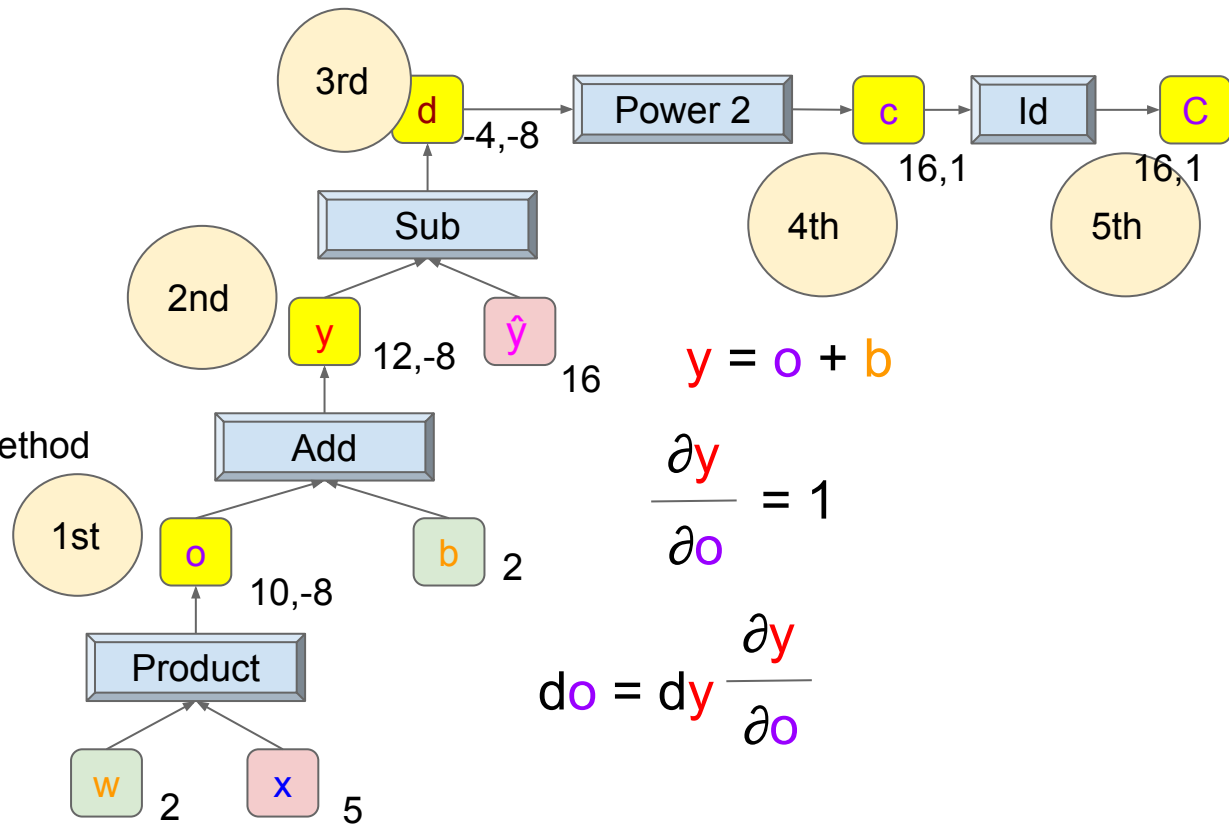 3rd
d
-4,-8
Power 2
c
16,1
Id
C
16,1
Sub
4th
5th
2nd
y
12,-8
ŷ
16
y = o + b
ethod
Add
∂y
∂o
= 1
1st
o
10,-8
b
2
Product
do = dy
∂y
∂o
w
2
x
5